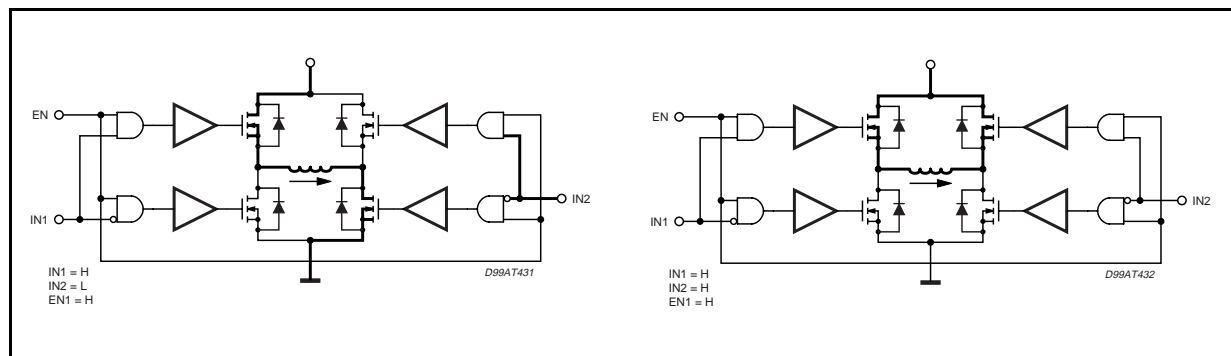 EN
IN1
IN2
IN1 = H
IN2 = L
EN1 = H
D99AT431
EN
IN1
IN2
IN1 = H
IN2 = H
EN1 = H
D99AT432